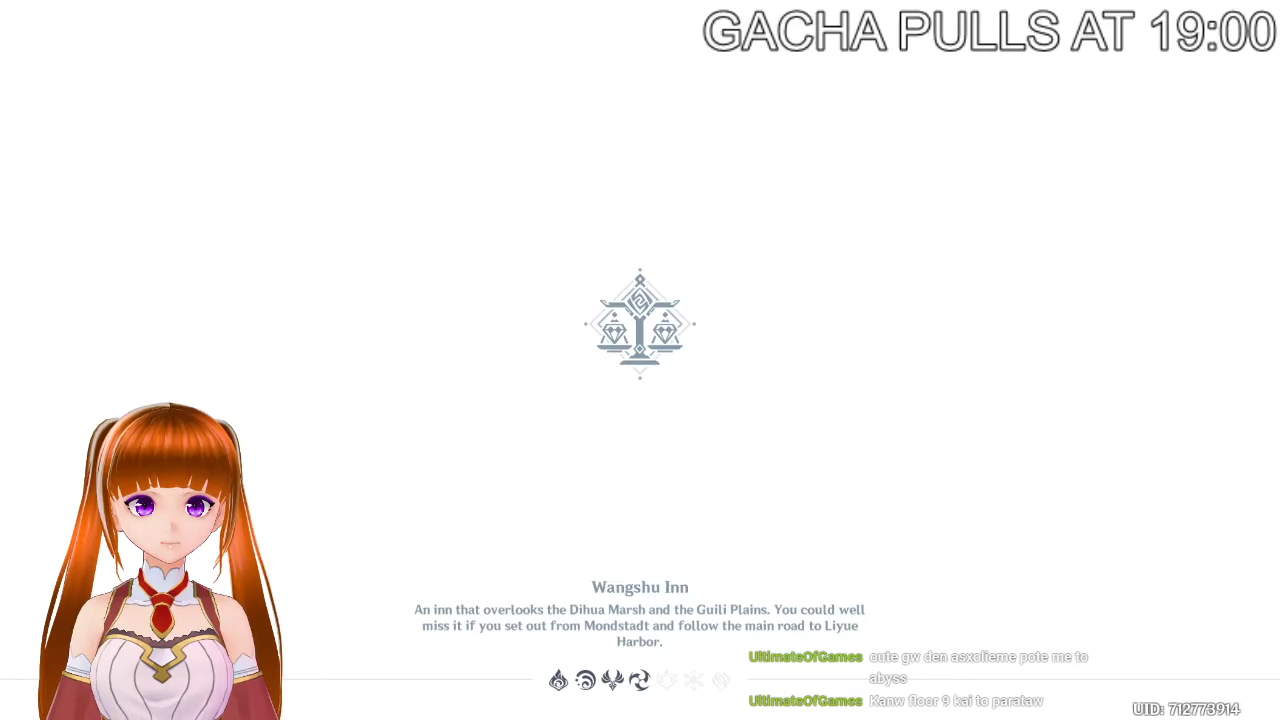 GACHA PULLS AT 19:00
Wangshu Inn
An inn that overlooks the Dihua Marsh and the Guili Plains. You could well
miss it if you set out from Mondstadt and follow the main road to Liyue
Harbor.
UltimateOfGames oute gw den asxolieme pote me to
abyss
UltimateOfGames Kanw floor 9 kai to parataw
UID: 712773914